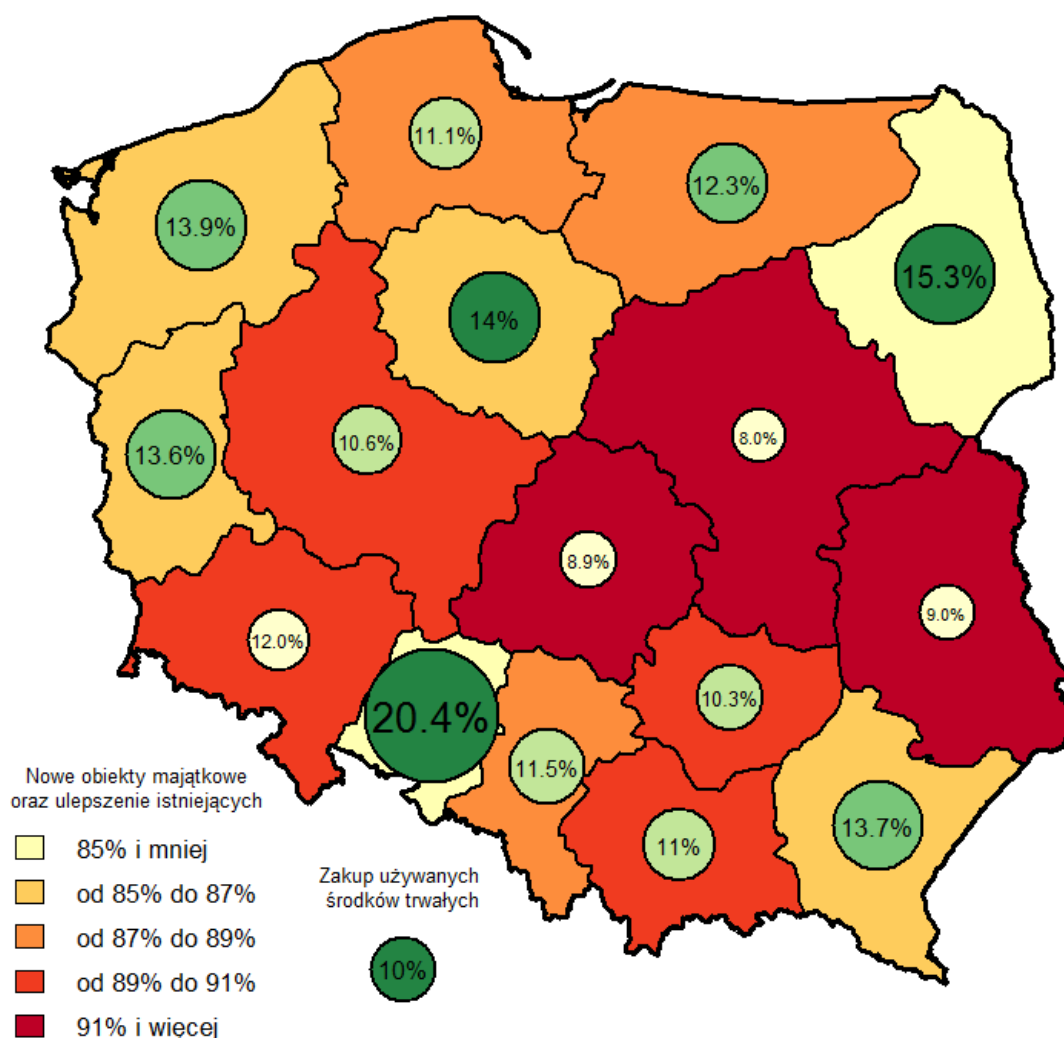 11.1%
12.3%
13.9%
15.3%
14%
10.6%
8.0%
13.6%
8.9%
9.0%
12.0%
20.4%
10.3%
11.5%
11%
13.7%
Nowe obiekty majątkowe
oraz ulepszenie istniejących
85% i mniej
od 85% do 87%
od 87% do 89%
od 89% do 91%
91% i więcej
Zakup używanych
środków trwałych
10%